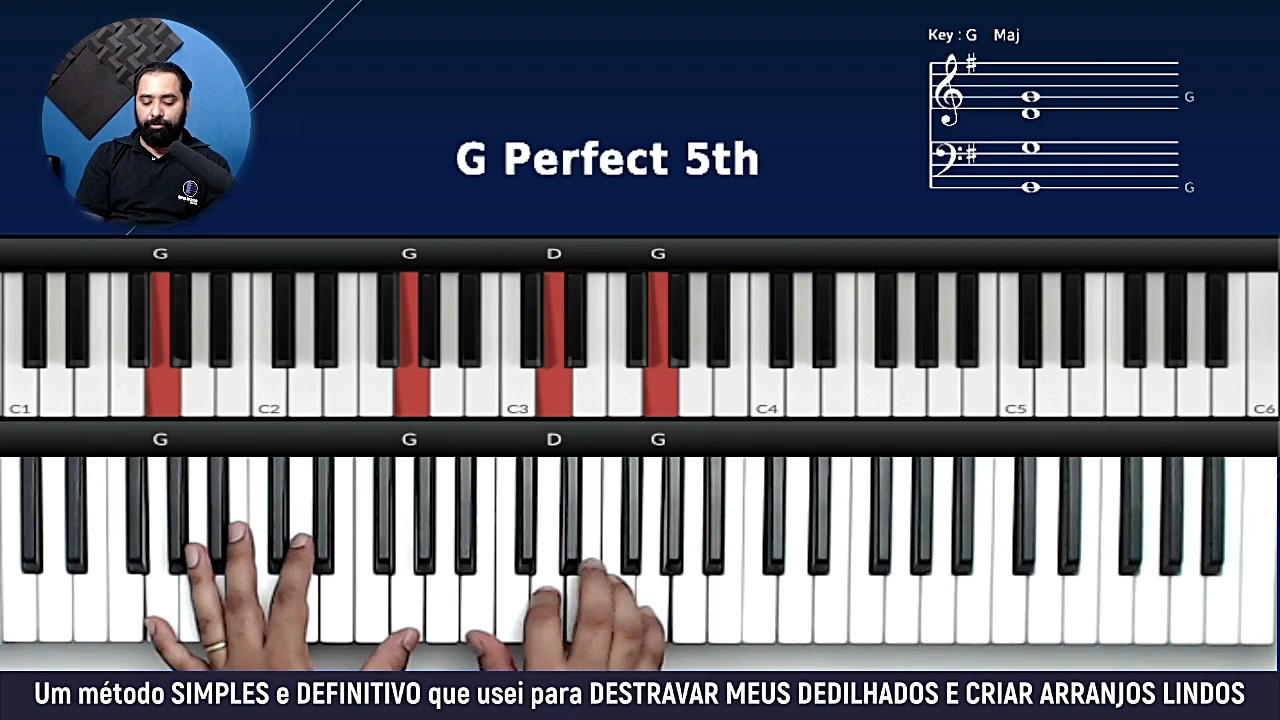 Key : G Maj
G
G Perfect 5th
G
G G D G
C1 C2 C3 C4 C5 C6
G G D G
Um método SIMPLES e DEFINITIVO que usei para DESTRAVAR MEUS DEDILHADOS E CRIAR ARRANJOS LINDOS